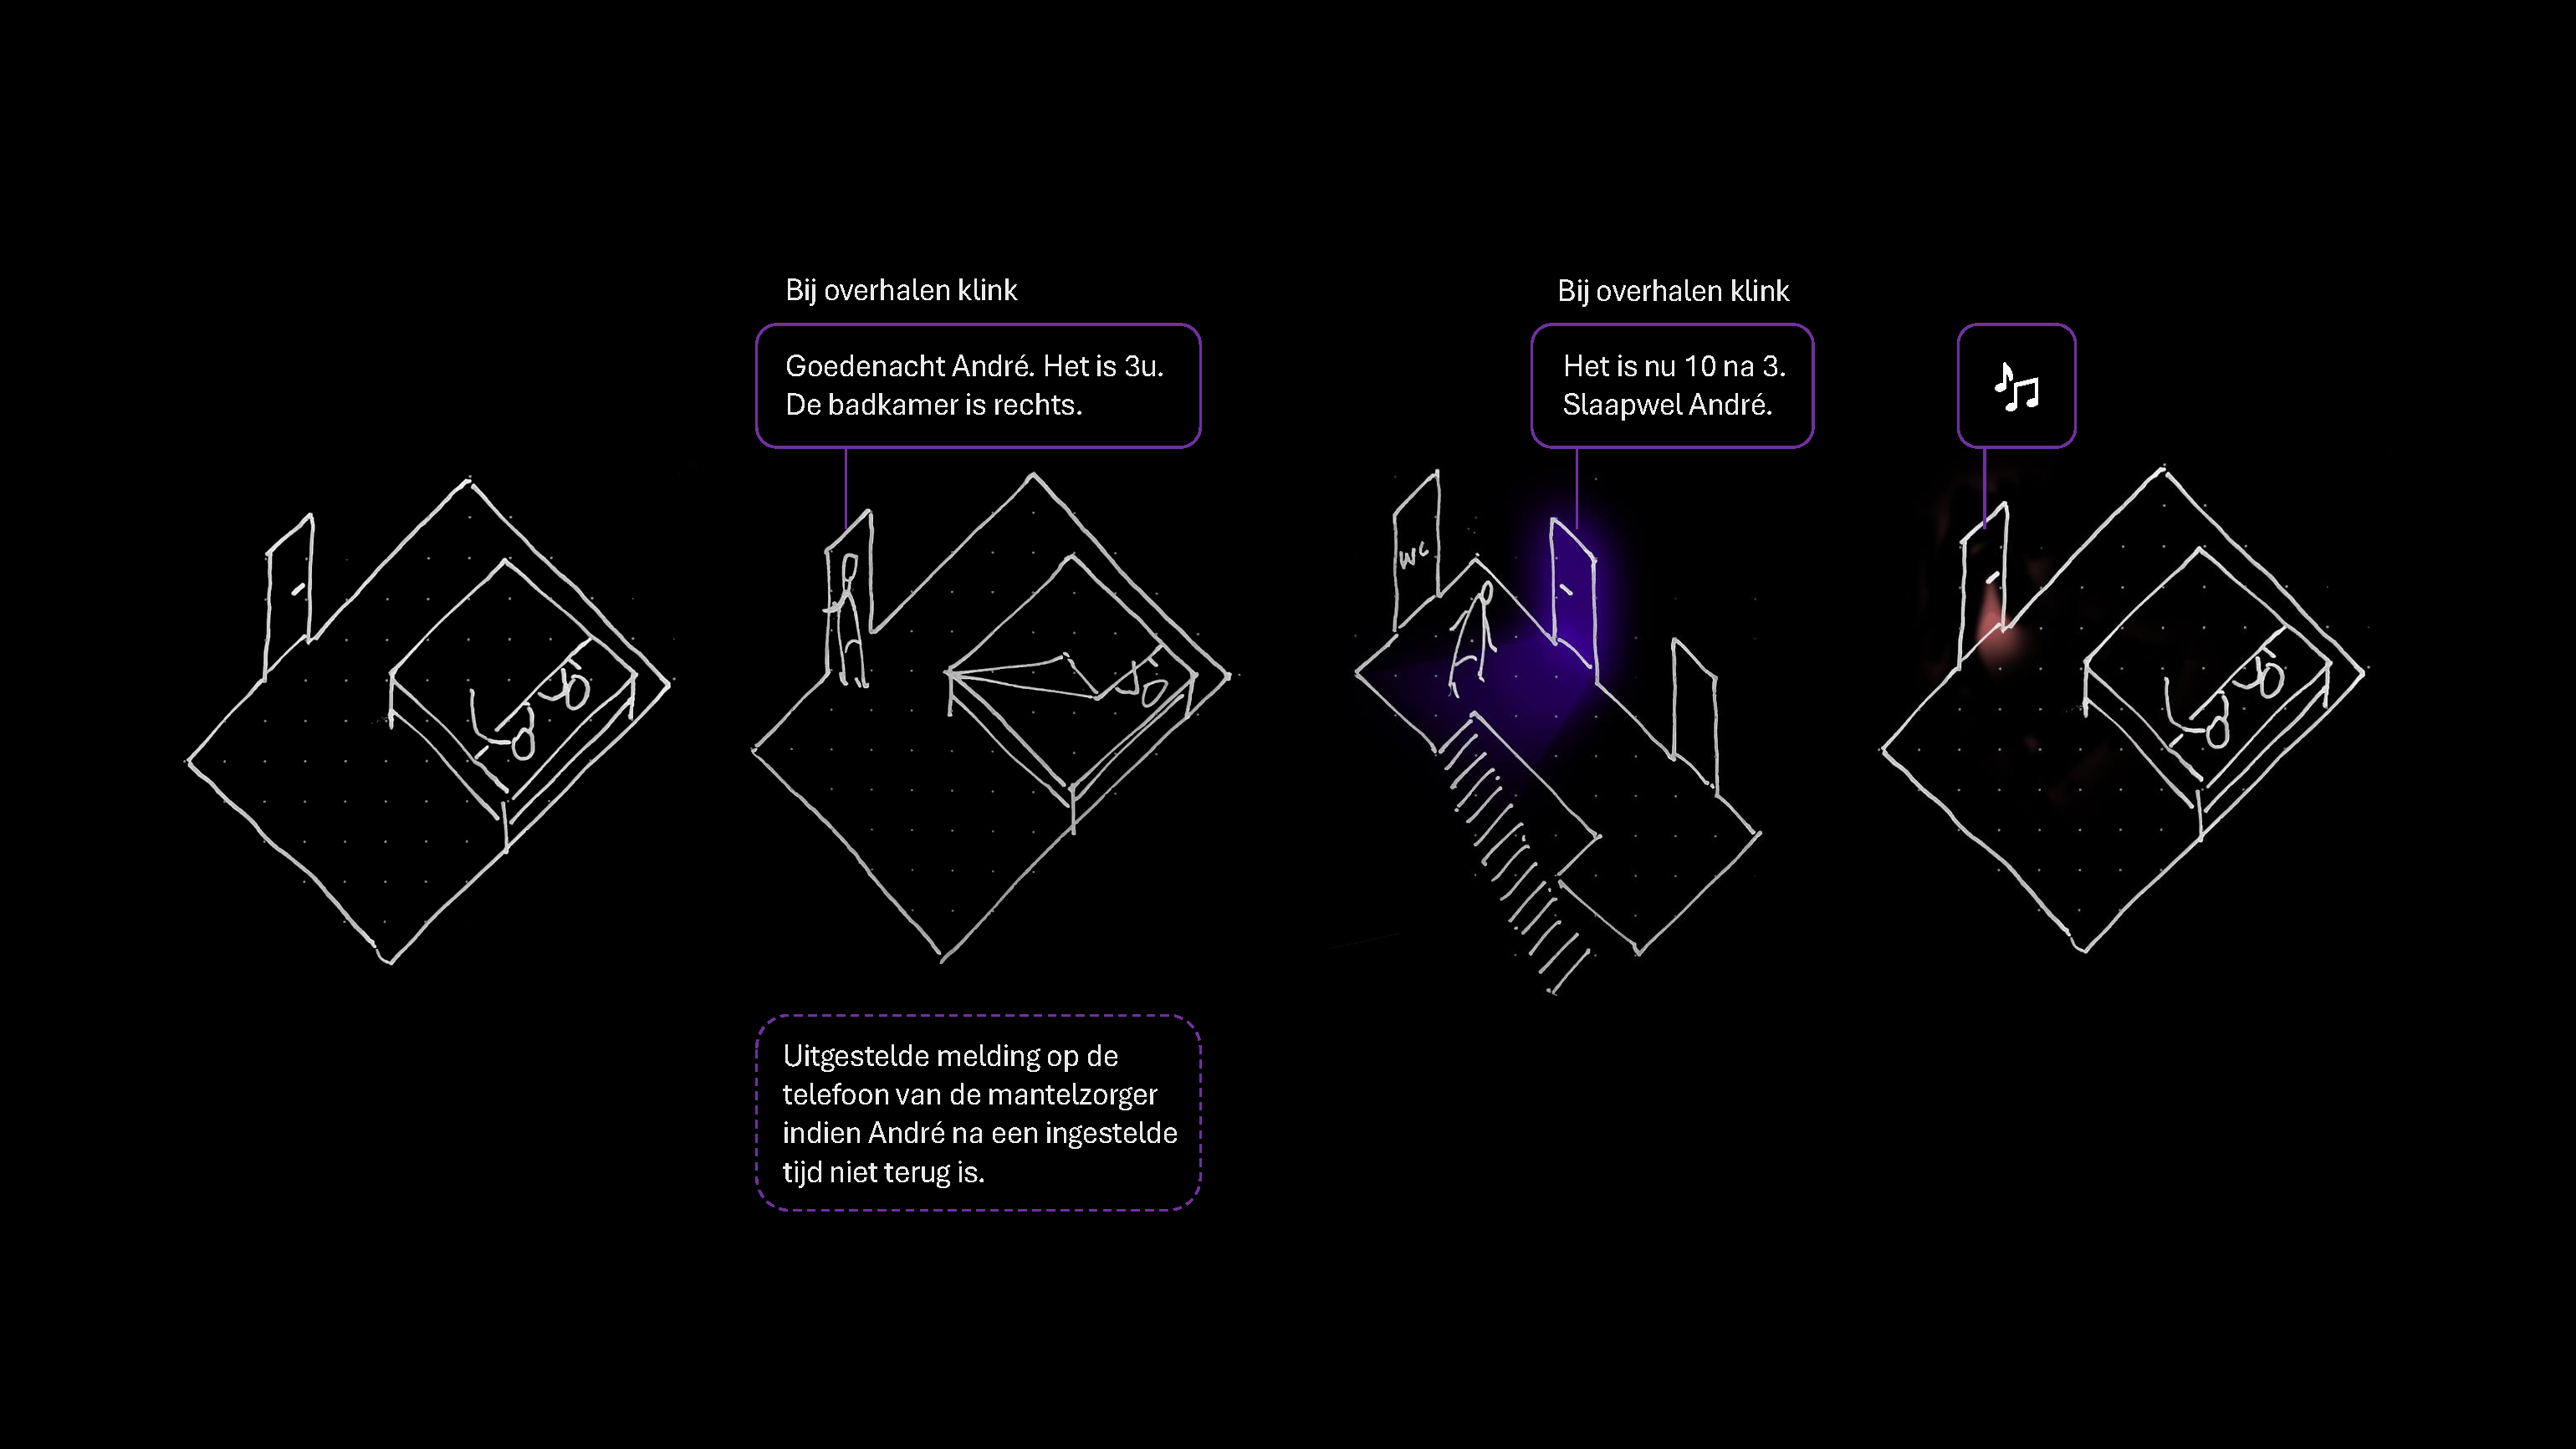 Bij overhalen klink
Goedenacht André. Het is 3u.
De badkamer is rechts.
Uitgestelde melding op de
telefoon van de mantelzorger
indien André na een ingestelde
tijd niet terug is.
Bij overhalen klink
Het is nu 10 na 3.
Slaapwel André.
WC